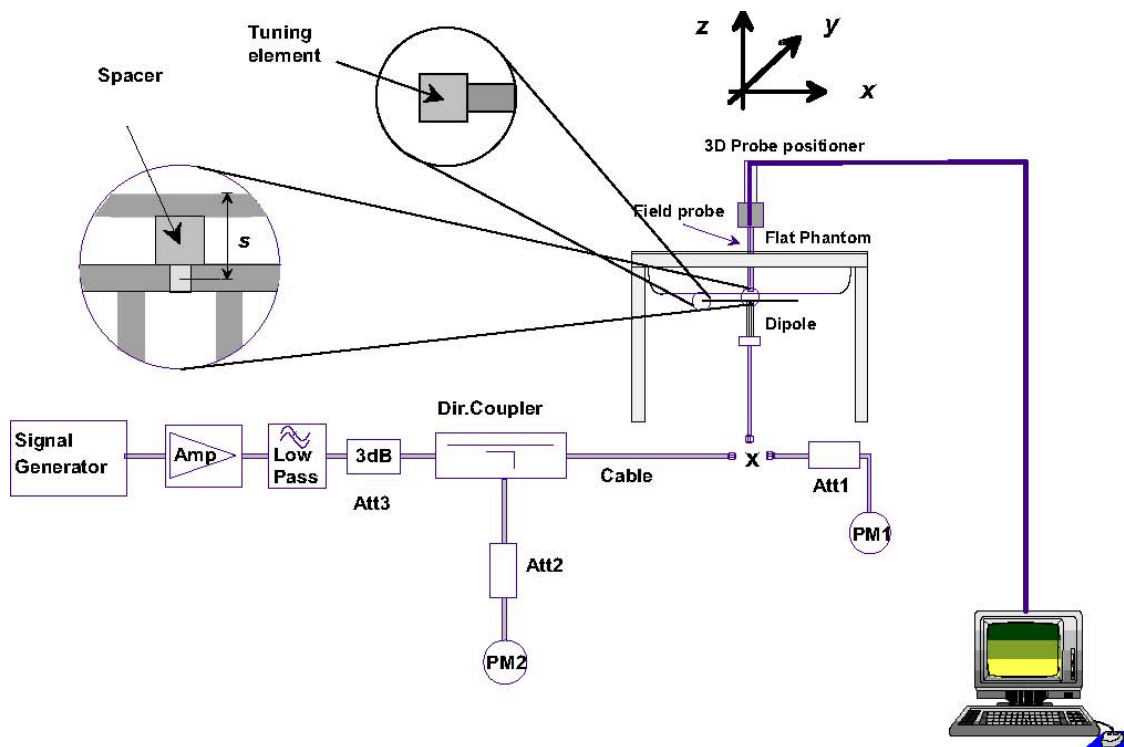 Tuning
element
Spacer
z
y
x
3D Probe positioner
s
Field probe
Flat Phantom
Dipole
Dir.Coupler
Signal
Generator
Amp
Low
Pass
3dB
Att3
Cable
x
Att1
PM1
Att2
PM2